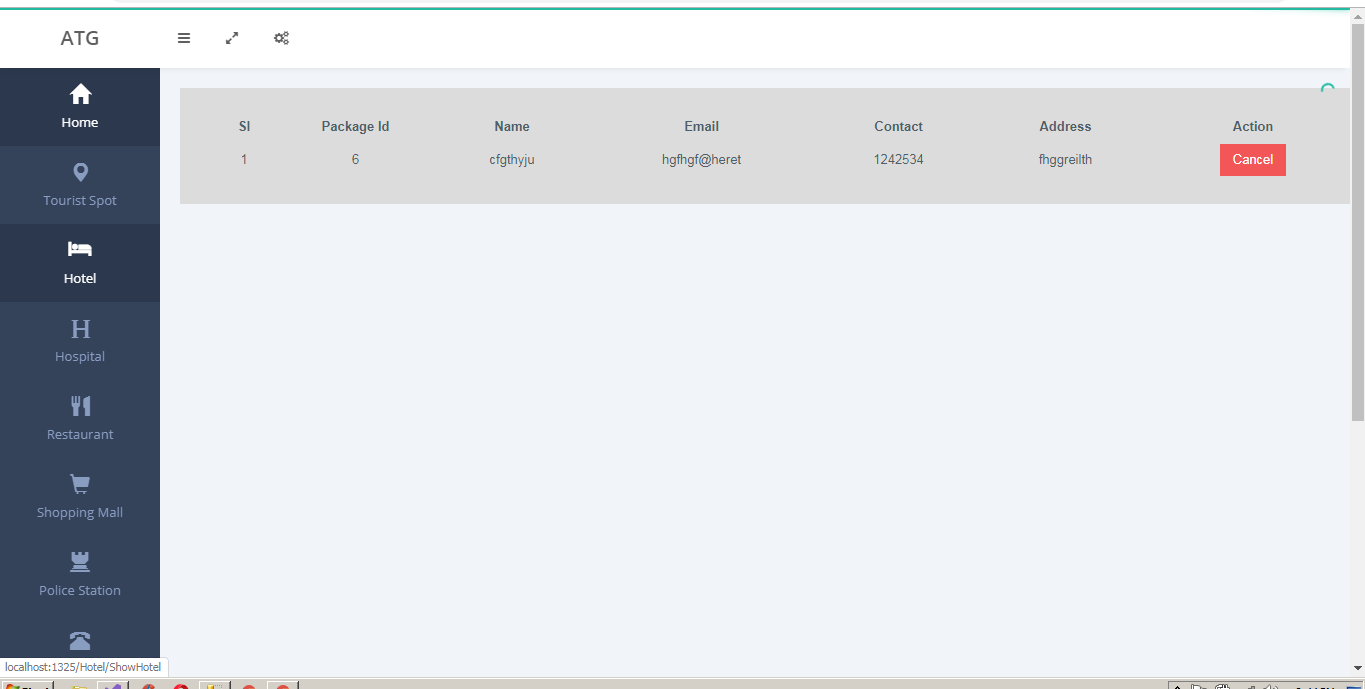 ATG
Home
Tourist Spot
Hotel
Hospital
Restaurant
Shopping Mall
Police Station
Sl Package Id Name Email Contact Address Action
1 6 cfgthyju hgfhgf@heret 1242534 fhggreilth Cancel
localhost:1325/Hotel/ShowHotel